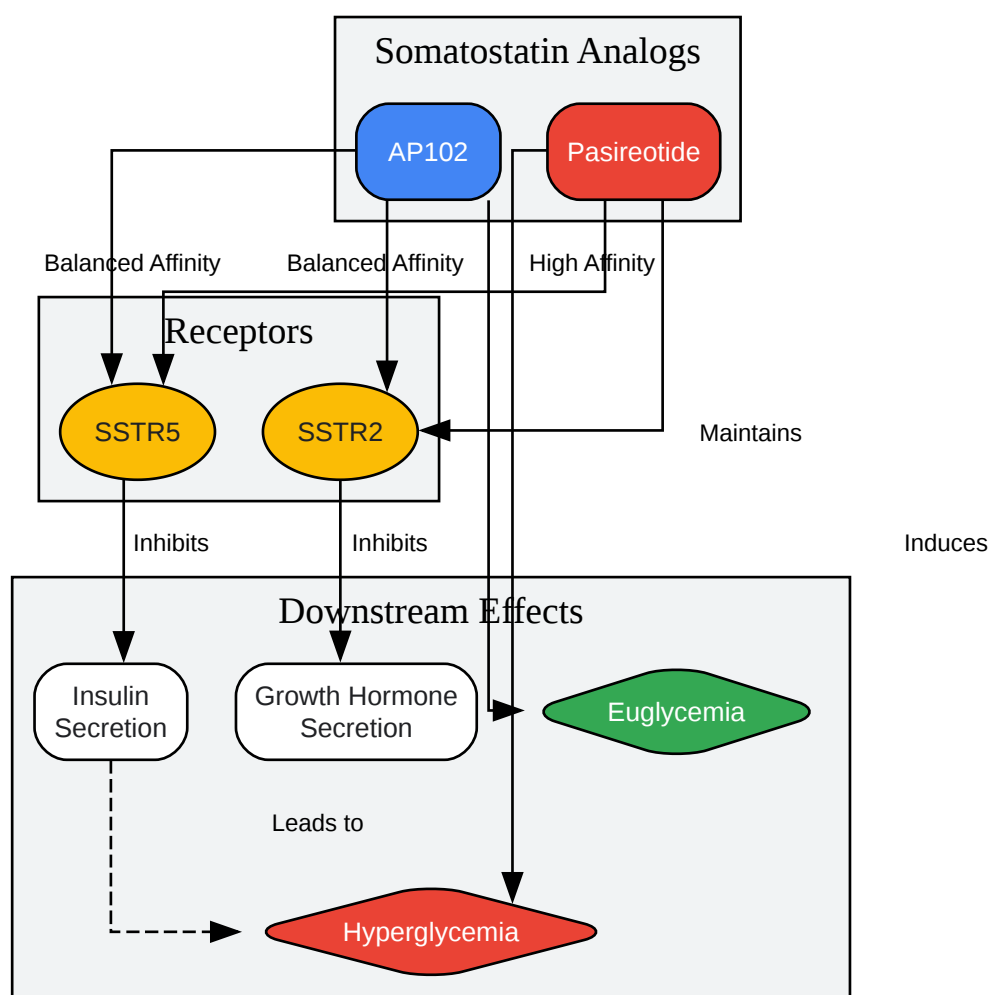 Somatostatin Analogs
AP102
Pasireotide
Balanced Affinity
Balanced Affinity
High Affinity
Receptors
SSTR5
SSTR2
Maintains
Inhibits
Inhibits
Induces
Downstream Effects
Insulin
Secretion
Growth Hormone
Secretion
Euglycemia
Leads to
Hyperglycemia